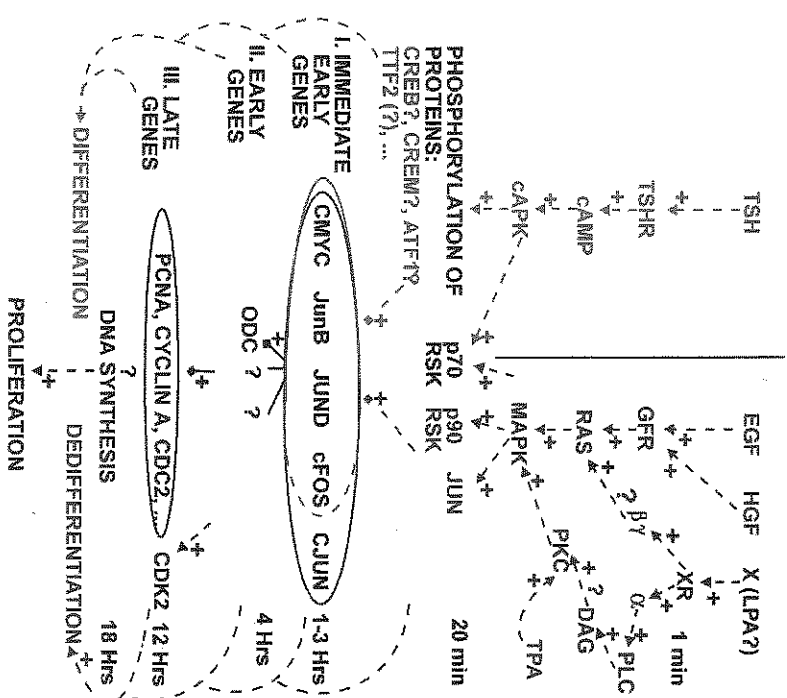 TSH EGF HGF X (LPA?)
+ + + +
TSHR GFR XR 1 min
+ + + +
cAMP RAS ? βγ α PLC
+ + ? +
cAPK MAPK PKC DAG
+ + + + + + TPA
PHOSPHORYLATION OF p70 p90 JUN 20 min
PROTEINS: RSK RSK
CREB?, CREM?, ATF1?
TTF2 (?), ...
+ +
I. IMMEDIATE CMYC JunB JUND cFOS CJUN 1-3 Hrs
EARLY
GENES
+
II. EARLY ODC ? ? 4 Hrs
GENES
+ +
III. LATE PCNA, CYCLIN A, CDC2, ... CDK2 12 Hrs
GENES
?
DNA SYNTHESIS 18 Hrs
+ DIFFERENTIATION + DEDIFFERENTIATION +
PROLIFERATION